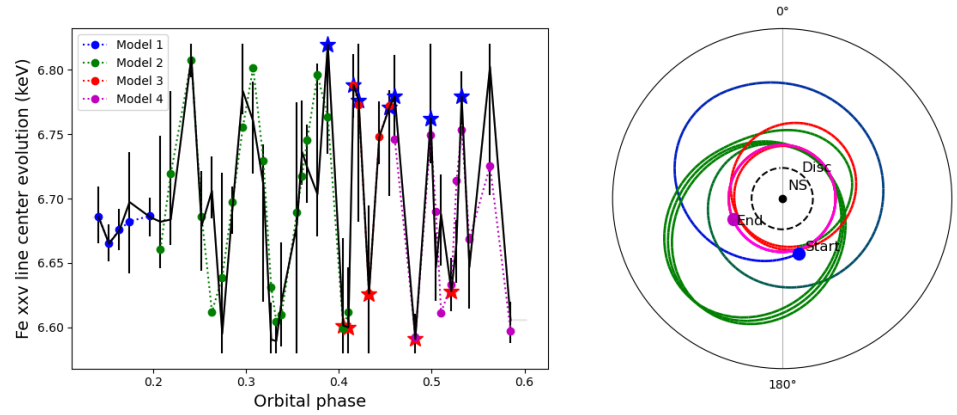 Fe xxv line center evolution (keV)
6.80
6.75
6.70
6.65
6.60
Model 1
Model 2
Model 3
Model 4
0.2
0.3
0.4
0.5
0.6
Orbital phase
0°
Disc
NS
End
Start
180°